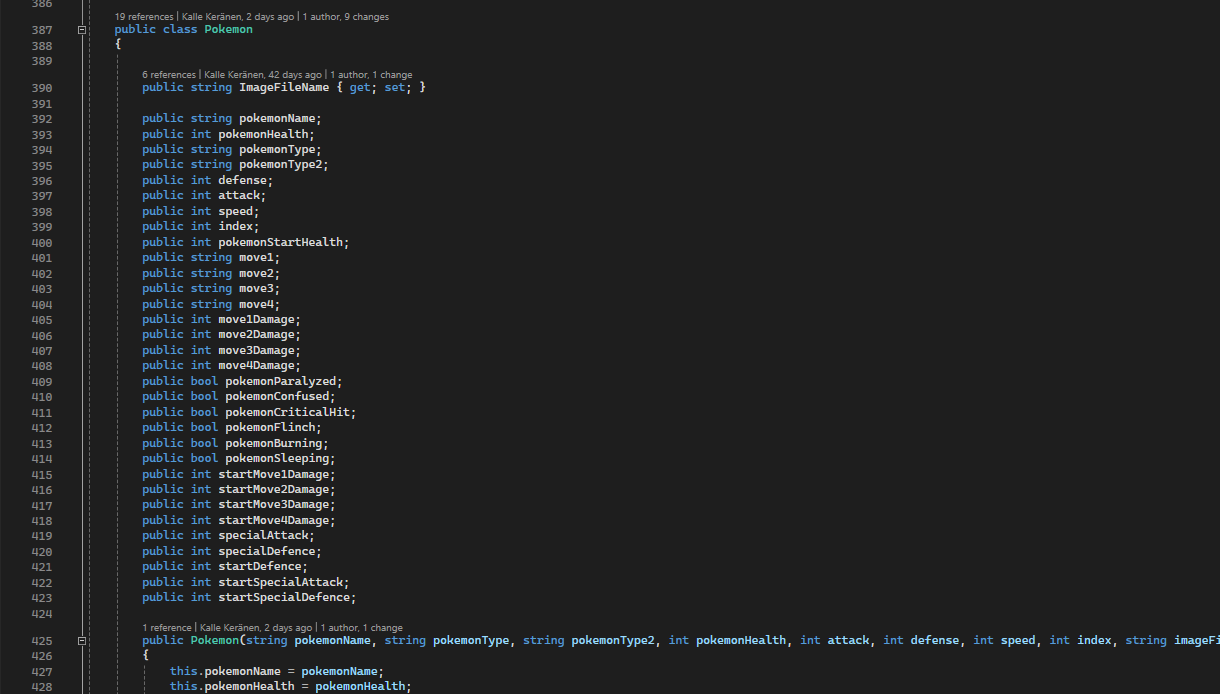 386
19 references | Kalle Keränen, 2 days ago | 1 author, 9 changes
387 public class Pokemon
388 {
389
6 references | Kalle Keränen, 42 days ago | 1 author, 1 change
390 public string ImageFileName { get; set; }
391
392 public string pokemonName;
393 public int pokemonHealth;
394 public string pokemonType;
395 public string pokemonType2;
396 public int defense;
397 public int attack;
398 public int speed;
399 public int index;
400 public int pokemonStartHealth;
401 public string move1;
402 public string move2;
403 public string move3;
404 public string move4;
405 public int move1Damage;
406 public int move2Damage;
407 public int move3Damage;
408 public int move4Damage;
409 public bool pokemonParalyzed;
410 public bool pokemonConfused;
411 public bool pokemonCriticalHit;
412 public bool pokemonFlinch;
413 public bool pokemonBurning;
414 public bool pokemonSleeping;
415 public int startMove1Damage;
416 public int startMove2Damage;
417 public int startMove3Damage;
418 public int startMove4Damage;
419 public int specialAttack;
420 public int specialDefence;
421 public int startDefence;
422 public int startSpecialAttack;
423 public int startSpecialDefence;
424
1 reference | Kalle Keränen, 2 days ago | 1 author, 1 change
425 public Pokemon(string pokemonName, string pokemonType, string pokemonType2, int pokemonHealth, int attack, int defense, int speed, int index, string imageFi
426 {
427 this.pokemonName = pokemonName;
428 this.pokemonHealth = pokemonHealth;